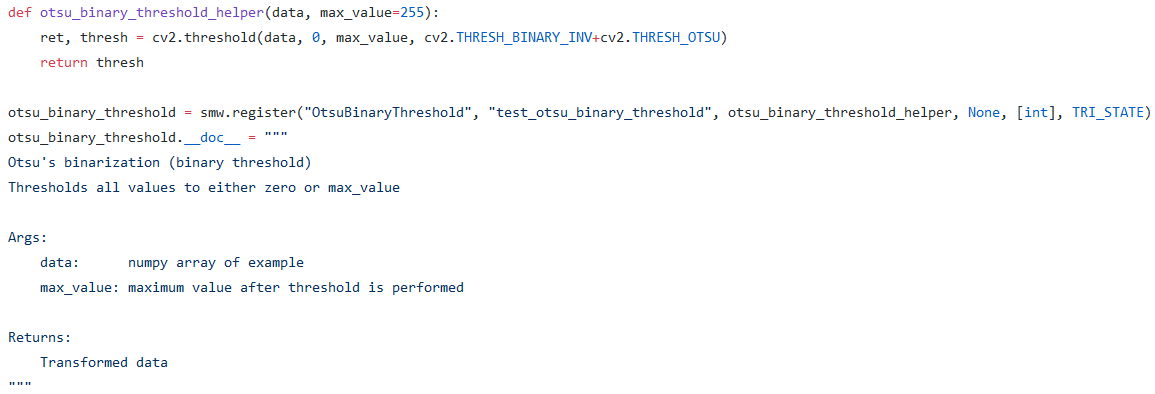 def otsu_binary_threshold_helper(data, max_value=255):
    ret, thresh = cv2.threshold(data, 0, max_value, cv2.THRESH_BINARY_INV+cv2.THRESH_OTSU)
    return thresh

otsu_binary_threshold = smw.register("OtsuBinaryThreshold", "test_otsu_binary_threshold", otsu_binary_threshold_helper, None, [int], TRI_STATE)
otsu_binary_threshold.__doc__ = """
Otsu's binarization (binary threshold)
Thresholds all values to either zero or max_value

Args:
    data:      numpy array of example
    max_value: maximum value after threshold is performed

Returns:
    Transformed data
"""